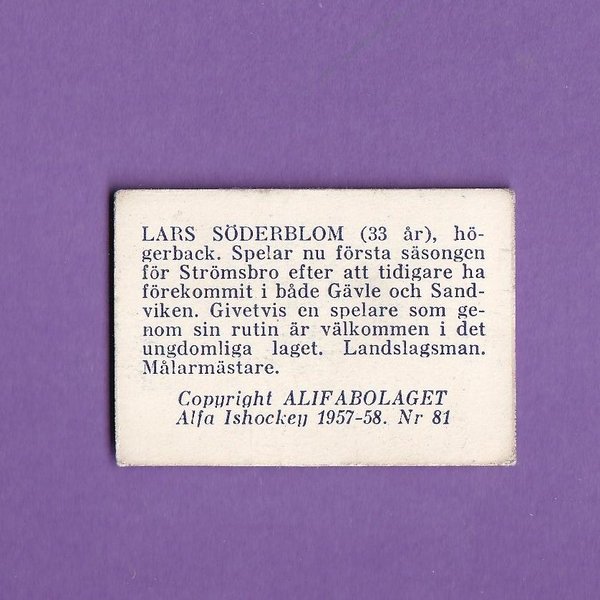 LARS SÖDERBLOM (33 år), hö-
gerback. Spelar nu första säsongen
för Strömsbro efter att tidigare ha
förekommit i både Gävle och Sand-
viken. Givetvis en spelare som ge-
nom sin rutin är välkommen i det
ungdomliga laget. Landslagsman.
Målarmästare.
Copyright ALIFABOLAGET
Alfa Ishockey 1957-58. Nr 81